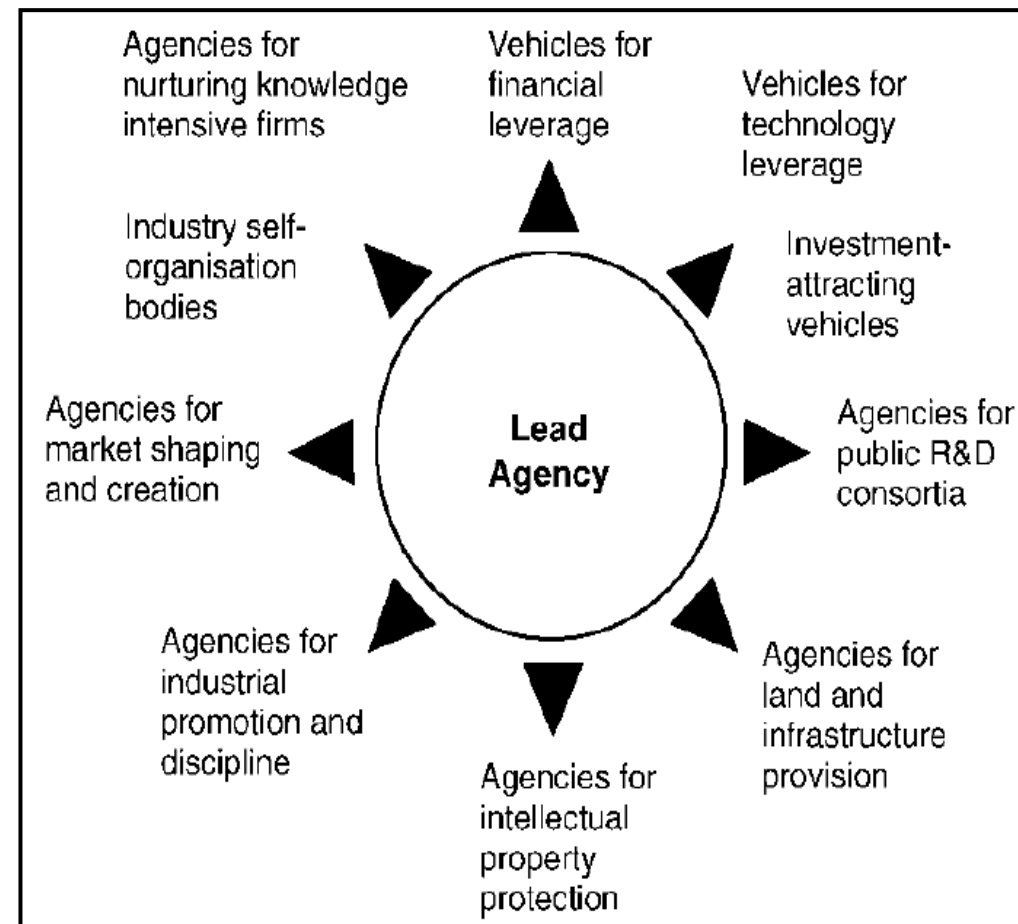 Agencies for
nurturing knowledge
intensive firms
Vehicles for
financial
leverage
Vehicles for
technology
leverage
Industry self-
organisation
bodies
Investment-
attracting
vehicles
Agencies for
market shaping
and creation
Lead
Agency
Agencies for
public R&D
consortia
Agencies for
industrial
promotion and
discipline
Agencies for
land and
infrastructure
provision
Agencies for
intellectual
property
protection